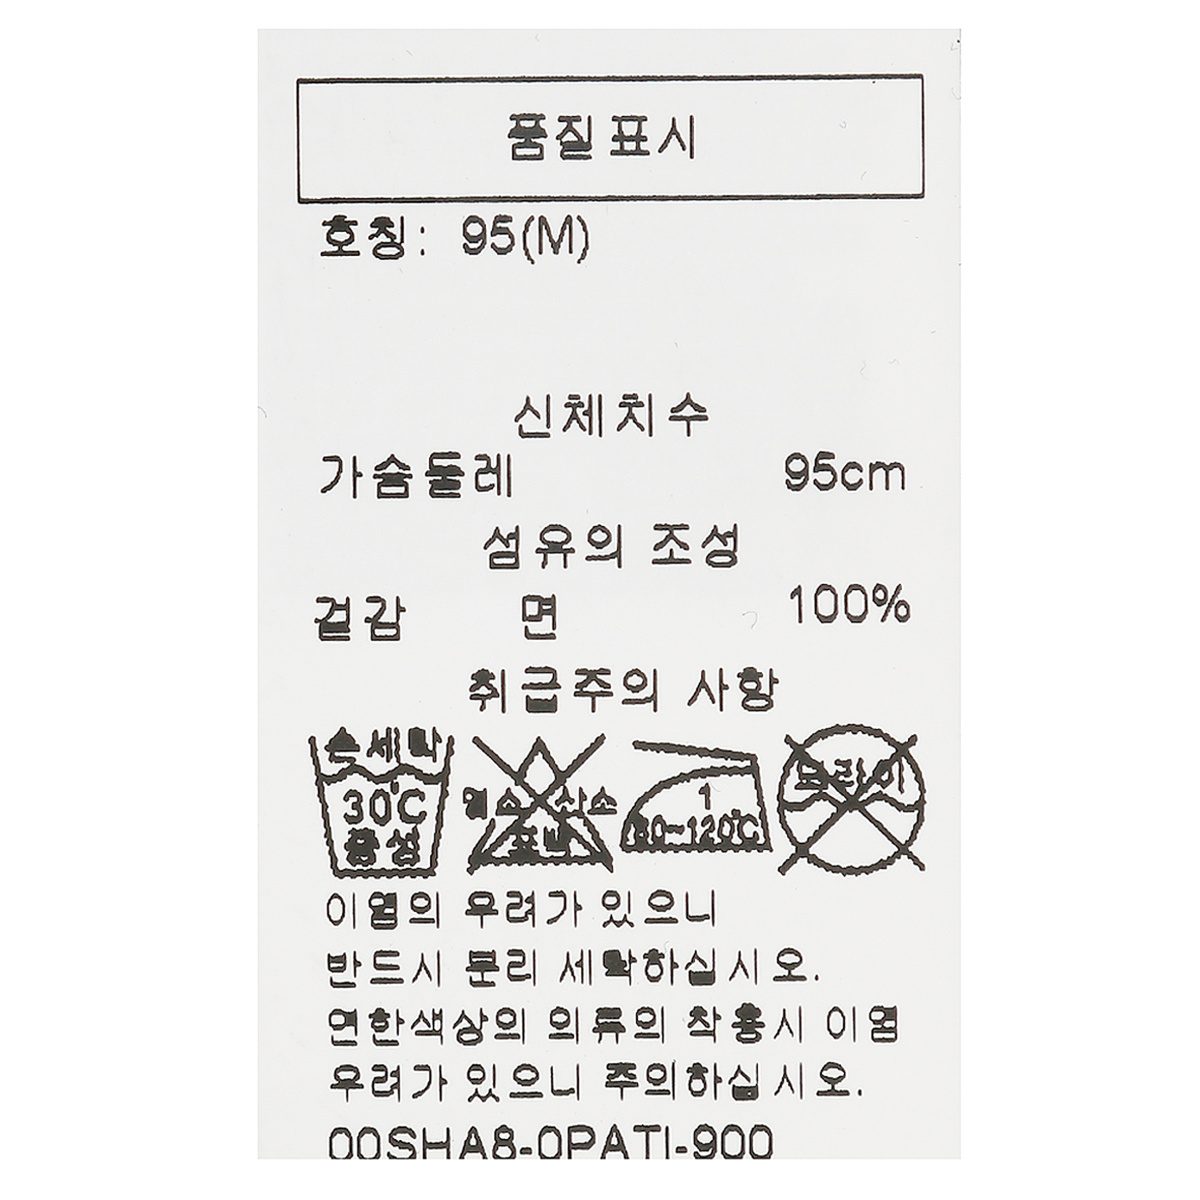 품질표시
호칭: 95(M)
신체치수
가슴둘레 95cm
섬유의 조성
겉감 면 100%
취급주의 사항
손세탁 30℃ 중성
염소 산소 표백
1 80~120℃
드라이
이염의 우려가 있으니
반드시 분리 세탁하십시오.
연한색상의 의류의 착용시 이염
우려가 있으니 주의하십시오.
00SHA8-0PATI-900